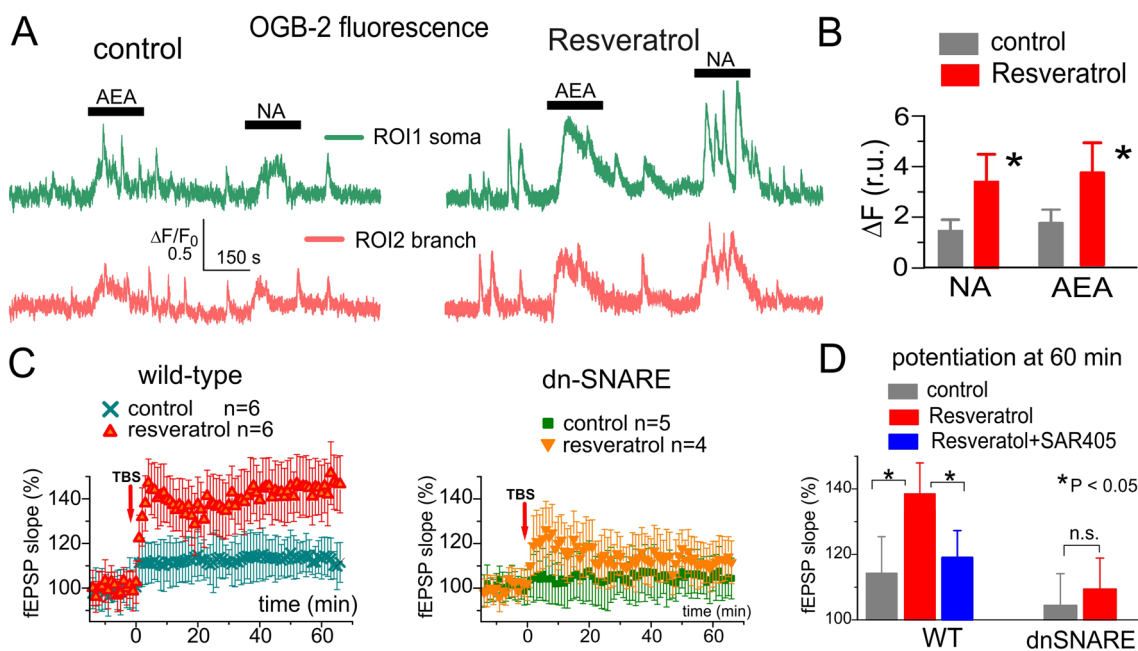 A
OGB-2 fluorescence
control
Resveratrol
AEA
NA
AEA
NA
ROI1 soma
ROI2 branch
ΔF/F0
0.5
150 s
B
control
Resveratrol
ΔF (r.u.)
6
4
2
0
*
*
NA
AEA
C
wild-type
control n=6
resveratrol n=6
TBS
fEPSP slope (%)
140
120
100
0
20
40
60
time (min)
dn-SNARE
control n=5
resveratrol n=4
TBS
fEPSP slope (%)
140
120
100
0
20
40
60
time (min)
D
potentiation at 60 min
control
Resveratrol
Resveratol+SAR405
fEPSP slope (%)
140
120
100
*
*
*P < 0.05
n.s.
WT
dnSNARE